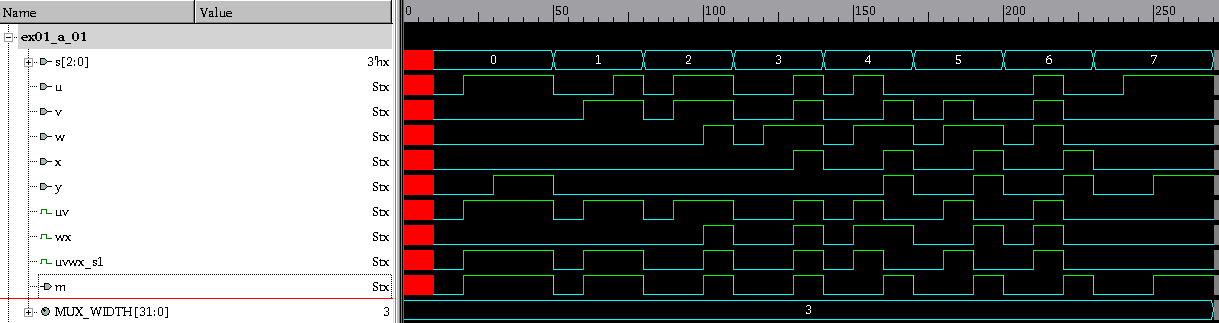 Name Value 0 50 100 150 200 250
ex01_a_01
s[2:0] 3'hx 0 1 2 3 4 5 6 7
u Stx
v Stx
w Stx
x Stx
y Stx
uv Stx
wx Stx
uvwx_s1 Stx
m Stx
MUX_WIDTH[31:0] 3 3